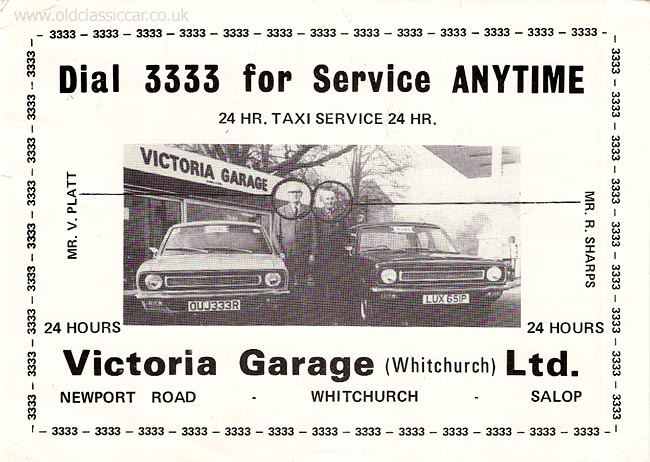 www.oldclassiccar.co.uk
3333 - 3333 - 3333 - 3333 - 3333 - 3333 - 3333 - 3333 - 3333 - 3333 - 3333 - 3333 - 3333
Dial 3333 for Service ANYTIME
24 HR. TAXI SERVICE 24 HR.
VICTORIA GARAGE
MR. V. PLATT
MR. R. SHARPS
OUJ333R
LUX 651P
24 HOURS
24 HOURS
Victoria Garage (Whitchurch) Ltd.
NEWPORT ROAD - WHITCHURCH - SALOP
3333 - 3333 - 3333 - 3333 - 3333 - 3333 - 3333 - 3333 - 3333 - 3333 - 3333 - 3333 - 3333